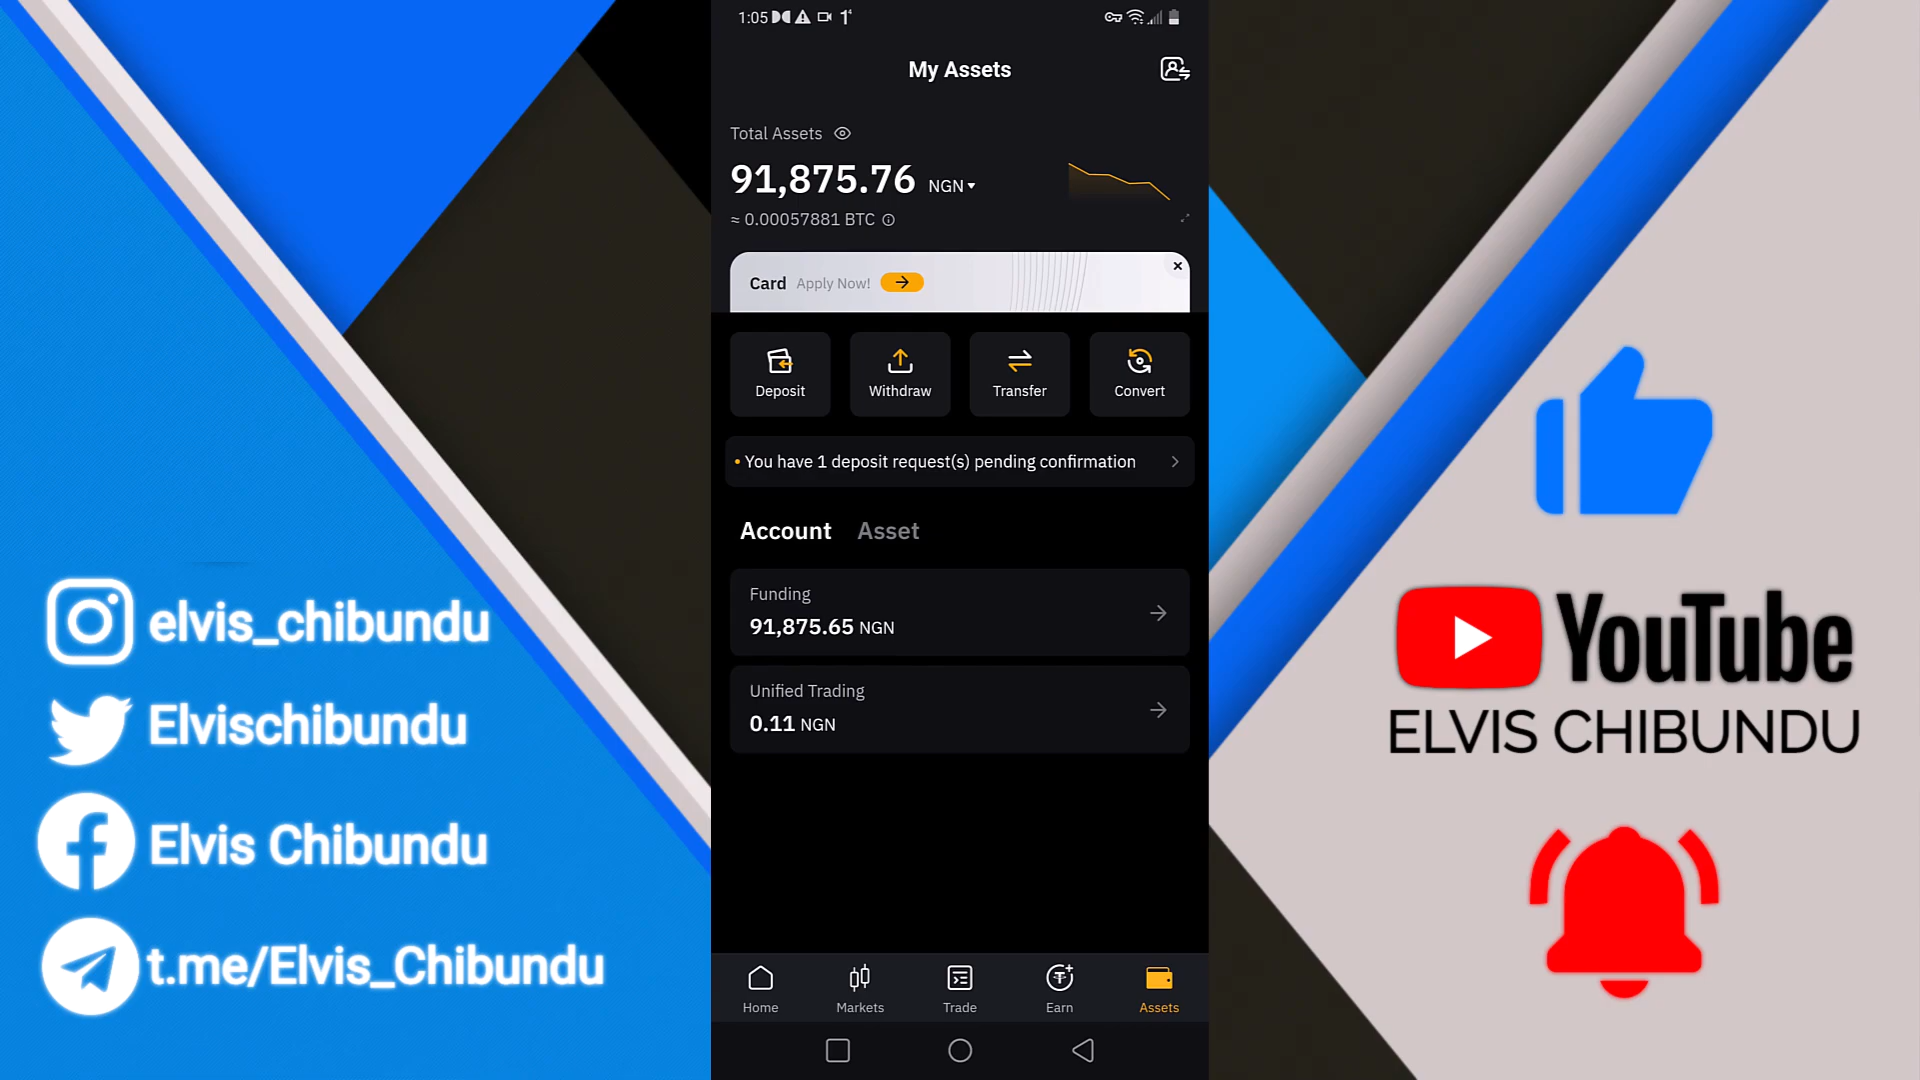 1:05
My Assets
Total Assets
91,875.76 NGN
≈ 0.00057881 BTC
Card Apply Now!
Deposit
Withdraw
Transfer
Convert
You have 1 deposit request(s) pending confirmation
Account Asset
Funding
91,875.65 NGN
Unified Trading
0.11 NGN
Home
Markets
Trade
Earn
Assets
elvis_chibundu
Elvischibundu
Elvis Chibundu
t.me/Elvis_Chibundu
YouTube
ELVIS CHIBUNDU